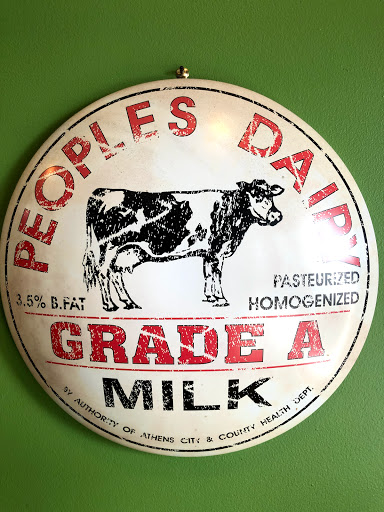 PEOPLES DAIRY
3.5% B.FAT
PASTEURIZED
HOMOGENIZED
GRADE A
MILK
BY AUTHORITY OF ATHENS CITY & COUNTY HEALTH DEPT.